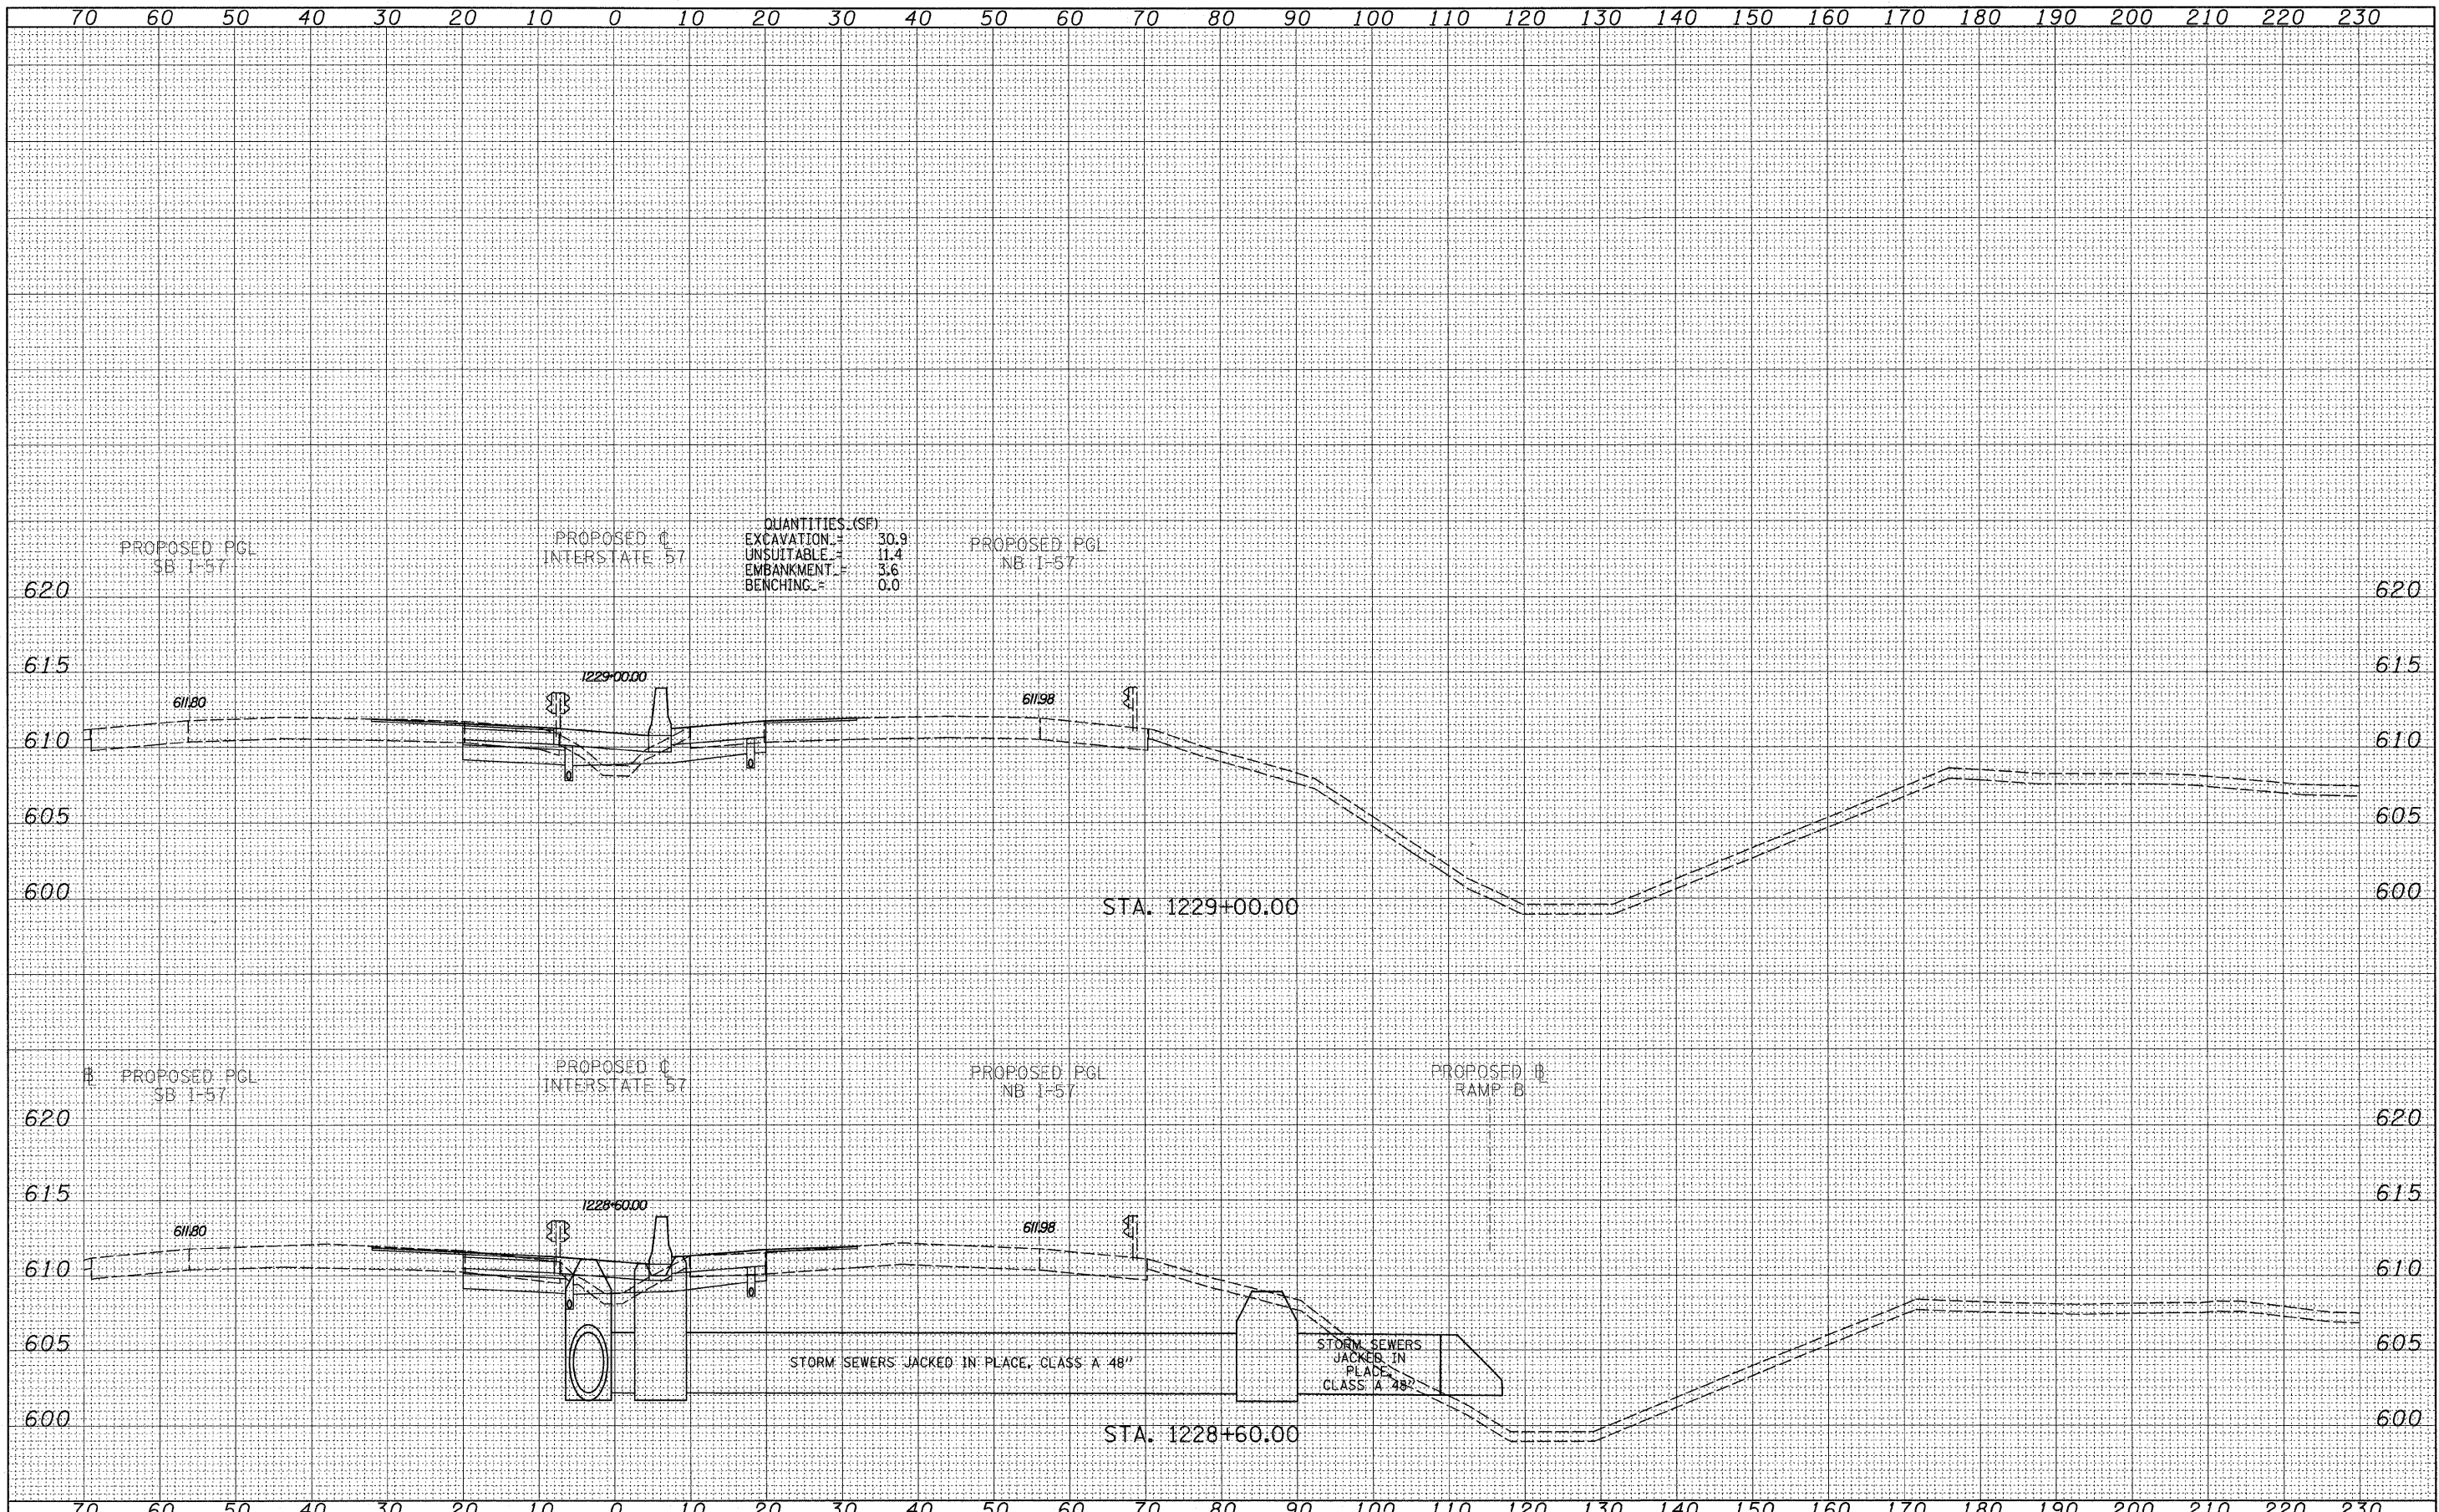 70 60 50 40 30 20 10 0 10 20 30 40 50 60 70 80 90 100 110 120 130 140 150 160 170 180 190 200 210 220 230
QUANTITIES (SF)
EXCAVATION = 30.9
UNSUITABLE = 11.4
EMBANKMENT = 3.6
BENCHING = 0.0
PROPOSED PGL
SB I-57
PROPOSED ℄
INTERSTATE 57
PROPOSED PGL
NB I-57
620 620
615 615
1229+00.00
611.80
611.98
610 610
605 605
600 600
STA. 1229+00.00
PROPOSED PGL
SB I-57
PROPOSED ℄
INTERSTATE 57
PROPOSED PGL
NB I-57
PROPOSED
RAMP B
620 620
615 615
1228+60.00
611.80
611.98
610 610
605 605
STORM SEWERS JACKED IN PLACE, CLASS A 48"
STORM SEWERS
JACKED IN
PLACE,
CLASS A 48"
600 600
STA. 1228+60.00
70 60 50 40 30 20 10 0 10 20 30 40 50 60 70 80 90 100 110 120 130 140 150 160 170 180 190 200 210 220 230